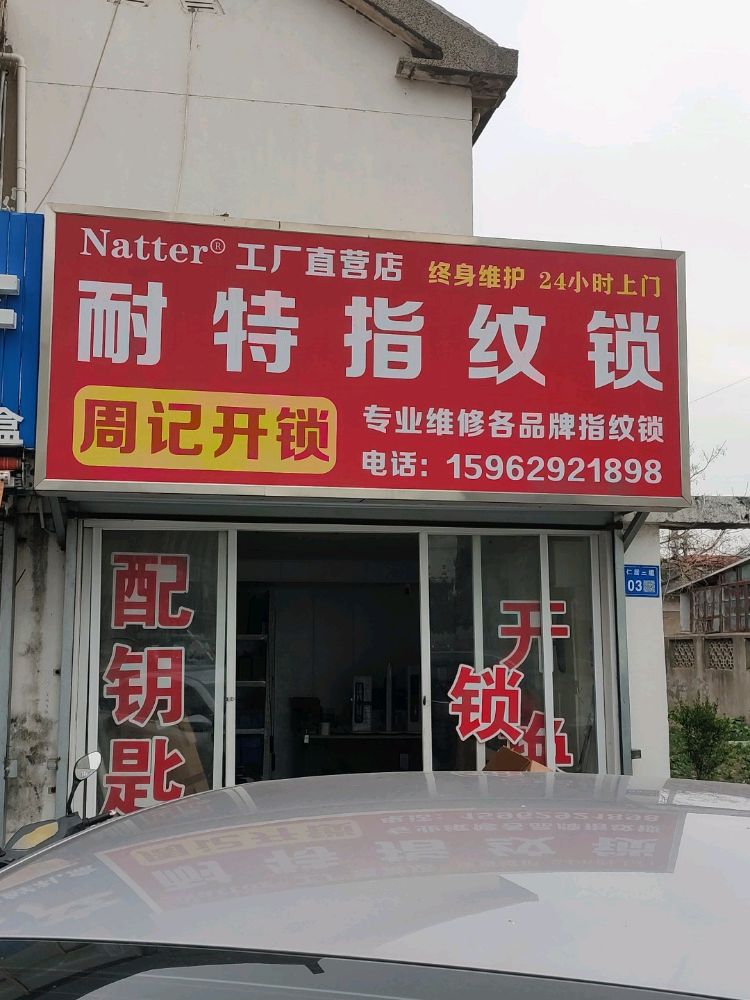 Natter® 工厂直营店 终身维护 24小时上门
耐特指纹锁
周记开锁
专业维修各品牌指纹锁
电话：15962921898
配钥匙
开锁
03
盒